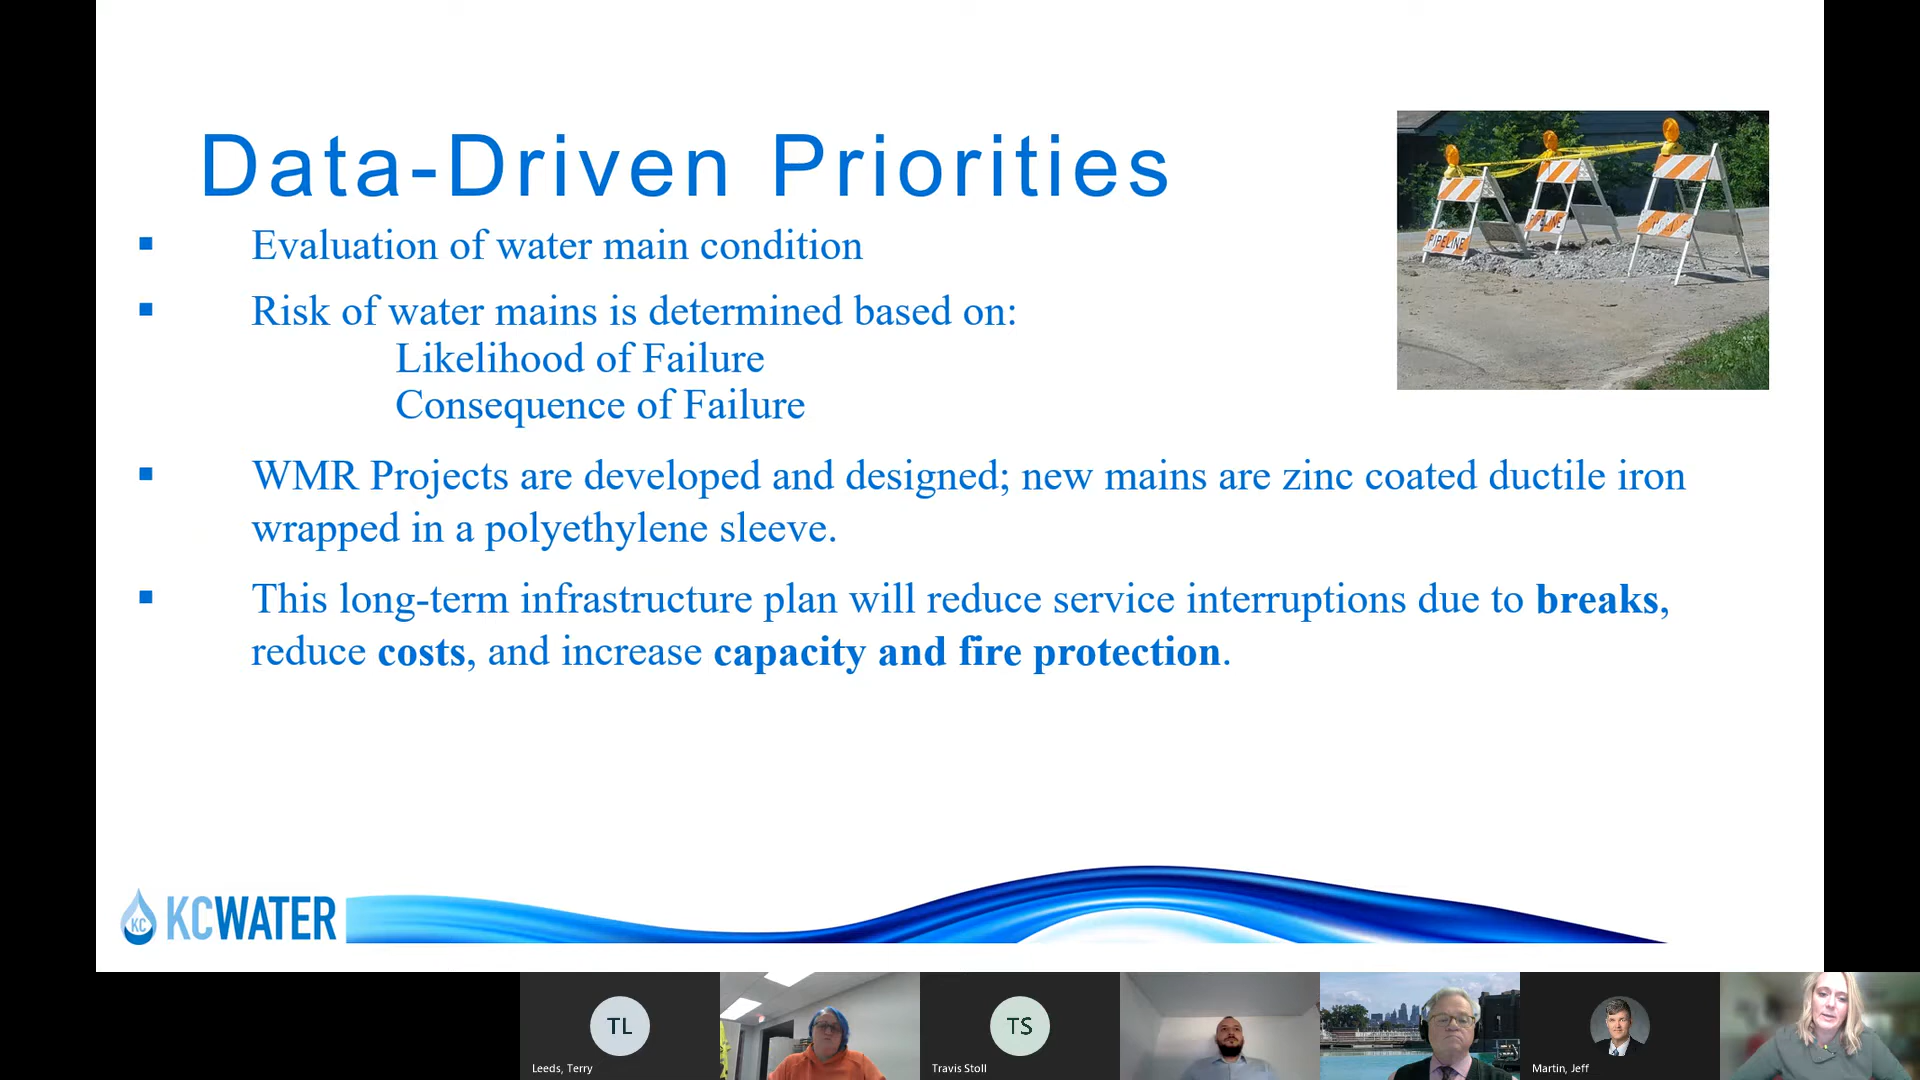 Data-Driven Priorities
▪ Evaluation of water main condition
▪ Risk of water mains is determined based on:
Likelihood of Failure
Consequence of Failure
▪ WMR Projects are developed and designed; new mains are zinc coated ductile iron
wrapped in a polyethylene sleeve.
▪ This long-term infrastructure plan will reduce service interruptions due to breaks,
reduce costs, and increase capacity and fire protection.
PIPELINE
PIPELINE
KC
KCWATER
TL
TS
Leeds, Terry
Travis Stoll
Martin, Jeff